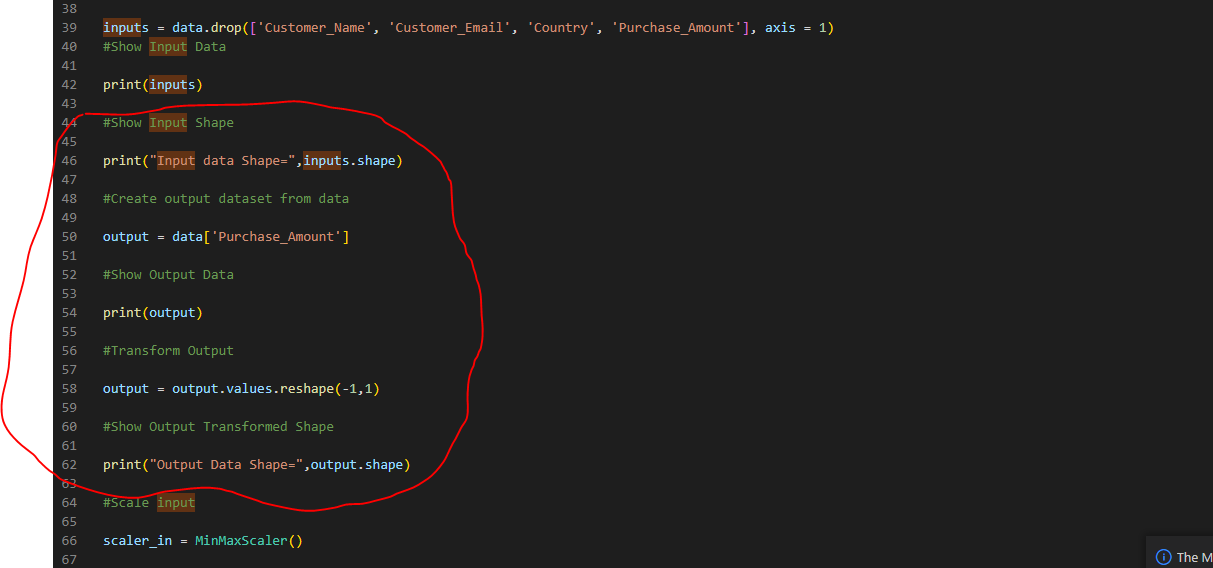 38
39 inputs = data.drop(['Customer_Name', 'Customer_Email', 'Country', 'Purchase_Amount'], axis = 1)
40 #Show Input Data
41
42 print(inputs)
43
44 #Show Input Shape
45
46 print("Input data Shape=",inputs.shape)
47
48 #Create output dataset from data
49
50 output = data['Purchase_Amount']
51
52 #Show Output Data
53
54 print(output)
55
56 #Transform Output
57
58 output = output.values.reshape(-1,1)
59
60 #Show Output Transformed Shape
61
62 print("Output Data Shape=",output.shape)
63
64 #Scale input
65
66 scaler_in = MinMaxScaler()
67
The M